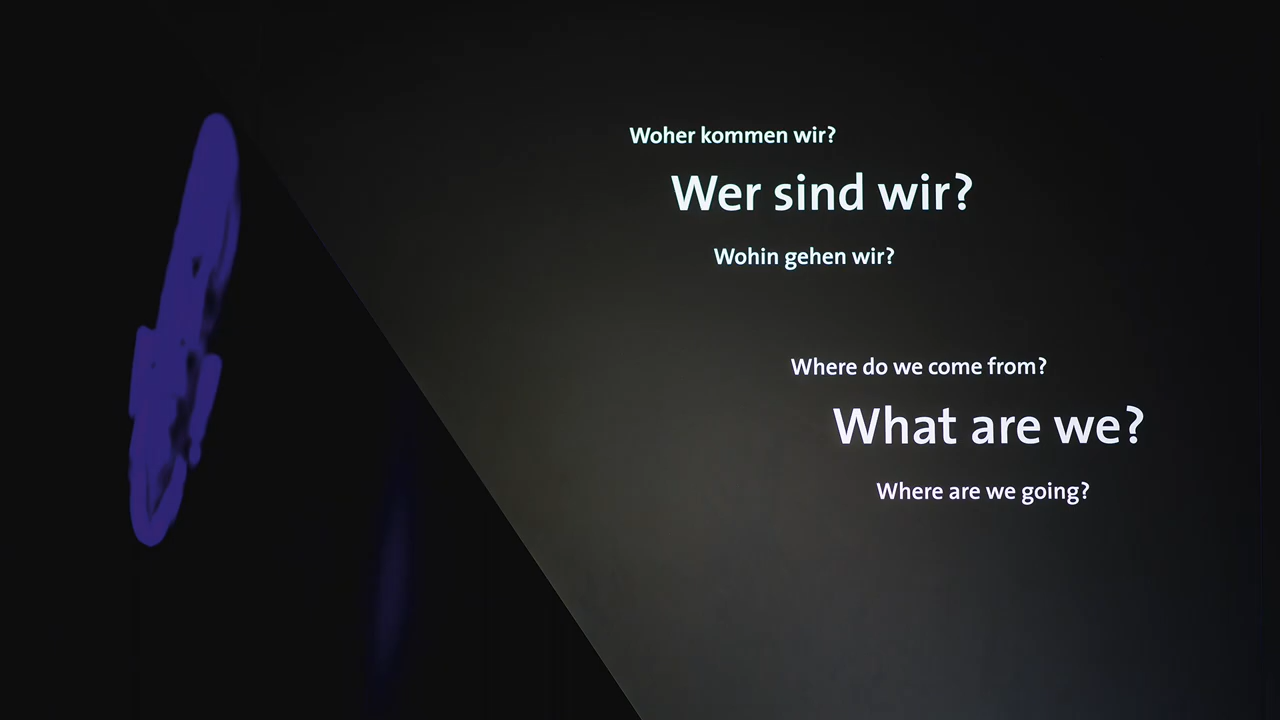 Woher kommen wir?
Wer sind wir?
Wohin gehen wir?
Where do we come from?
What are we?
Where are we going?